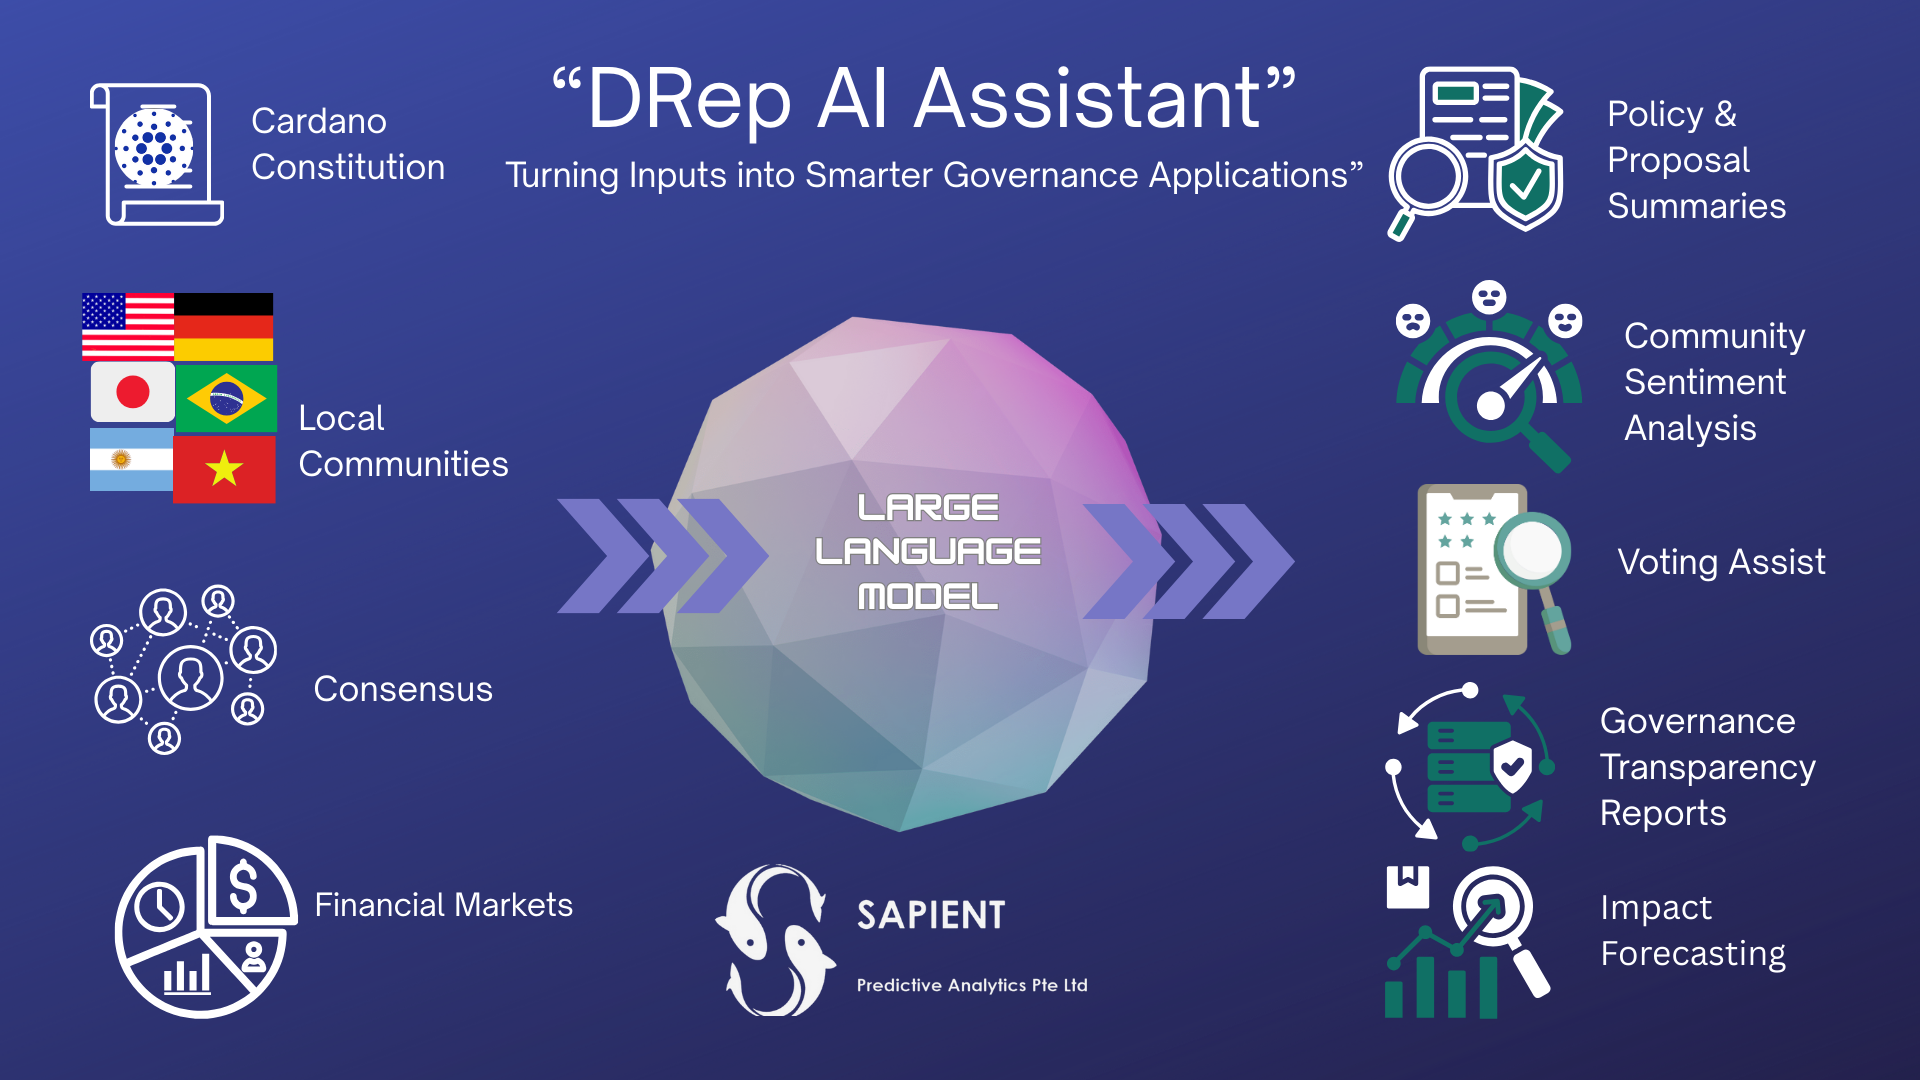 “DRep AI Assistant”
Turning Inputs into Smarter Governance Applications”
Cardano
Constitution
Local
Communities
Consensus
Financial Markets
LARGE
LANGUAGE
MODEL
SAPIENT
Predictive Analytics Pte Ltd
Policy &
Proposal
Summaries
Community
Sentiment
Analysis
Voting Assist
Governance
Transparency
Reports
Impact
Forecasting